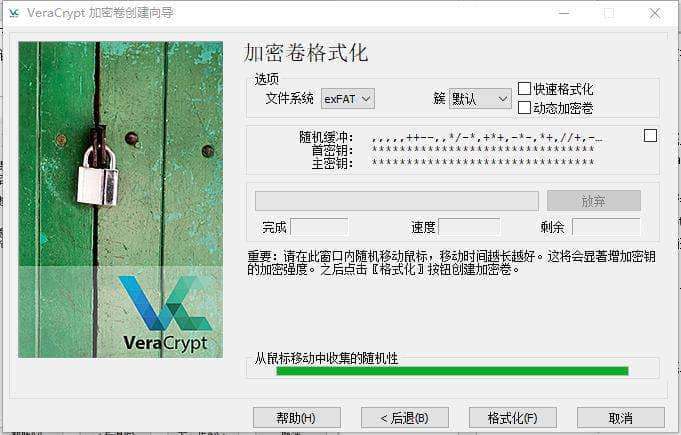 VeraCrypt 加密卷创建向导
加密卷格式化
选项
文件系统 exFAT 簇 默认 快速格式化
动态加密卷
随机缓冲： ,,,,,++--,,*/-*,+*+,-*-,*+,//+,-…
首密钥： ********************************
主密钥： ********************************
放弃
完成 速度 剩余
重要：请在此窗口内随机移动鼠标，移动时间越长越好。这将会显著增加密钥
的加密强度。之后点击〖格式化〗按钮创建加密卷。
VeraCrypt
从鼠标移动中收集的随机性
帮助(H) < 后退(B) 格式化(F) 取消